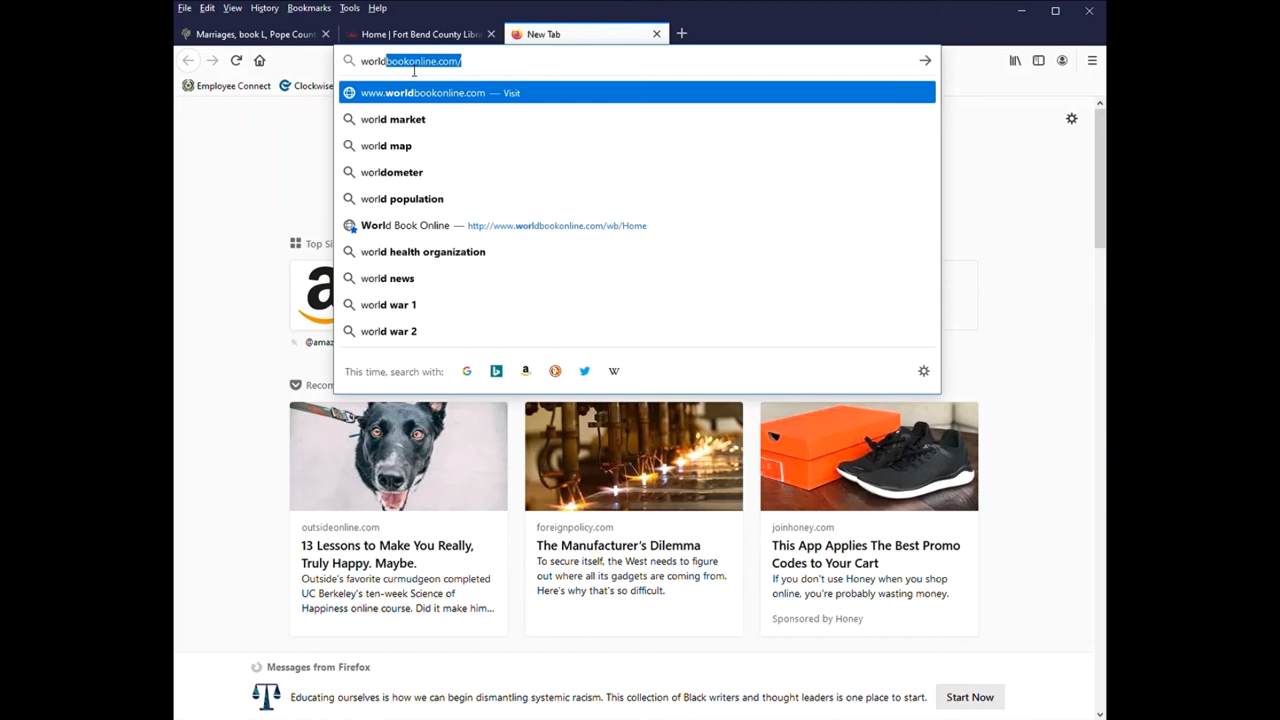 File Edit View History Bookmarks Tools Help
Marriages, book L, Pope Count
Home | Fort Bend County Libra
New Tab
worldbookonline.com/
Employee Connect
Clockwise
www.worldbookonline.com — Visit
world market
world map
worldometer
world population
World Book Online — http://www.worldbookonline.com/wb/Home
world health organization
world news
world war 1
world war 2
This time, search with:
Top Si
@amaz
Recom
outsideonline.com
13 Lessons to Make You Really,
Truly Happy. Maybe.
Outside's favorite curmudgeon completed
UC Berkeley's ten-week Science of
Happiness online course. Did it make him...
foreignpolicy.com
The Manufacturer's Dilemma
To secure itself, the West needs to figure
out where all its gadgets are coming from.
Here's why that's so difficult.
joinhoney.com
This App Applies The Best Promo
Codes to Your Cart
If you don't use Honey when you shop
online, you're probably wasting money.
Sponsored by Honey
Messages from Firefox
Educating ourselves is how we can begin dismantling systemic racism. This collection of Black writers and thought leaders is one place to start.
Start Now